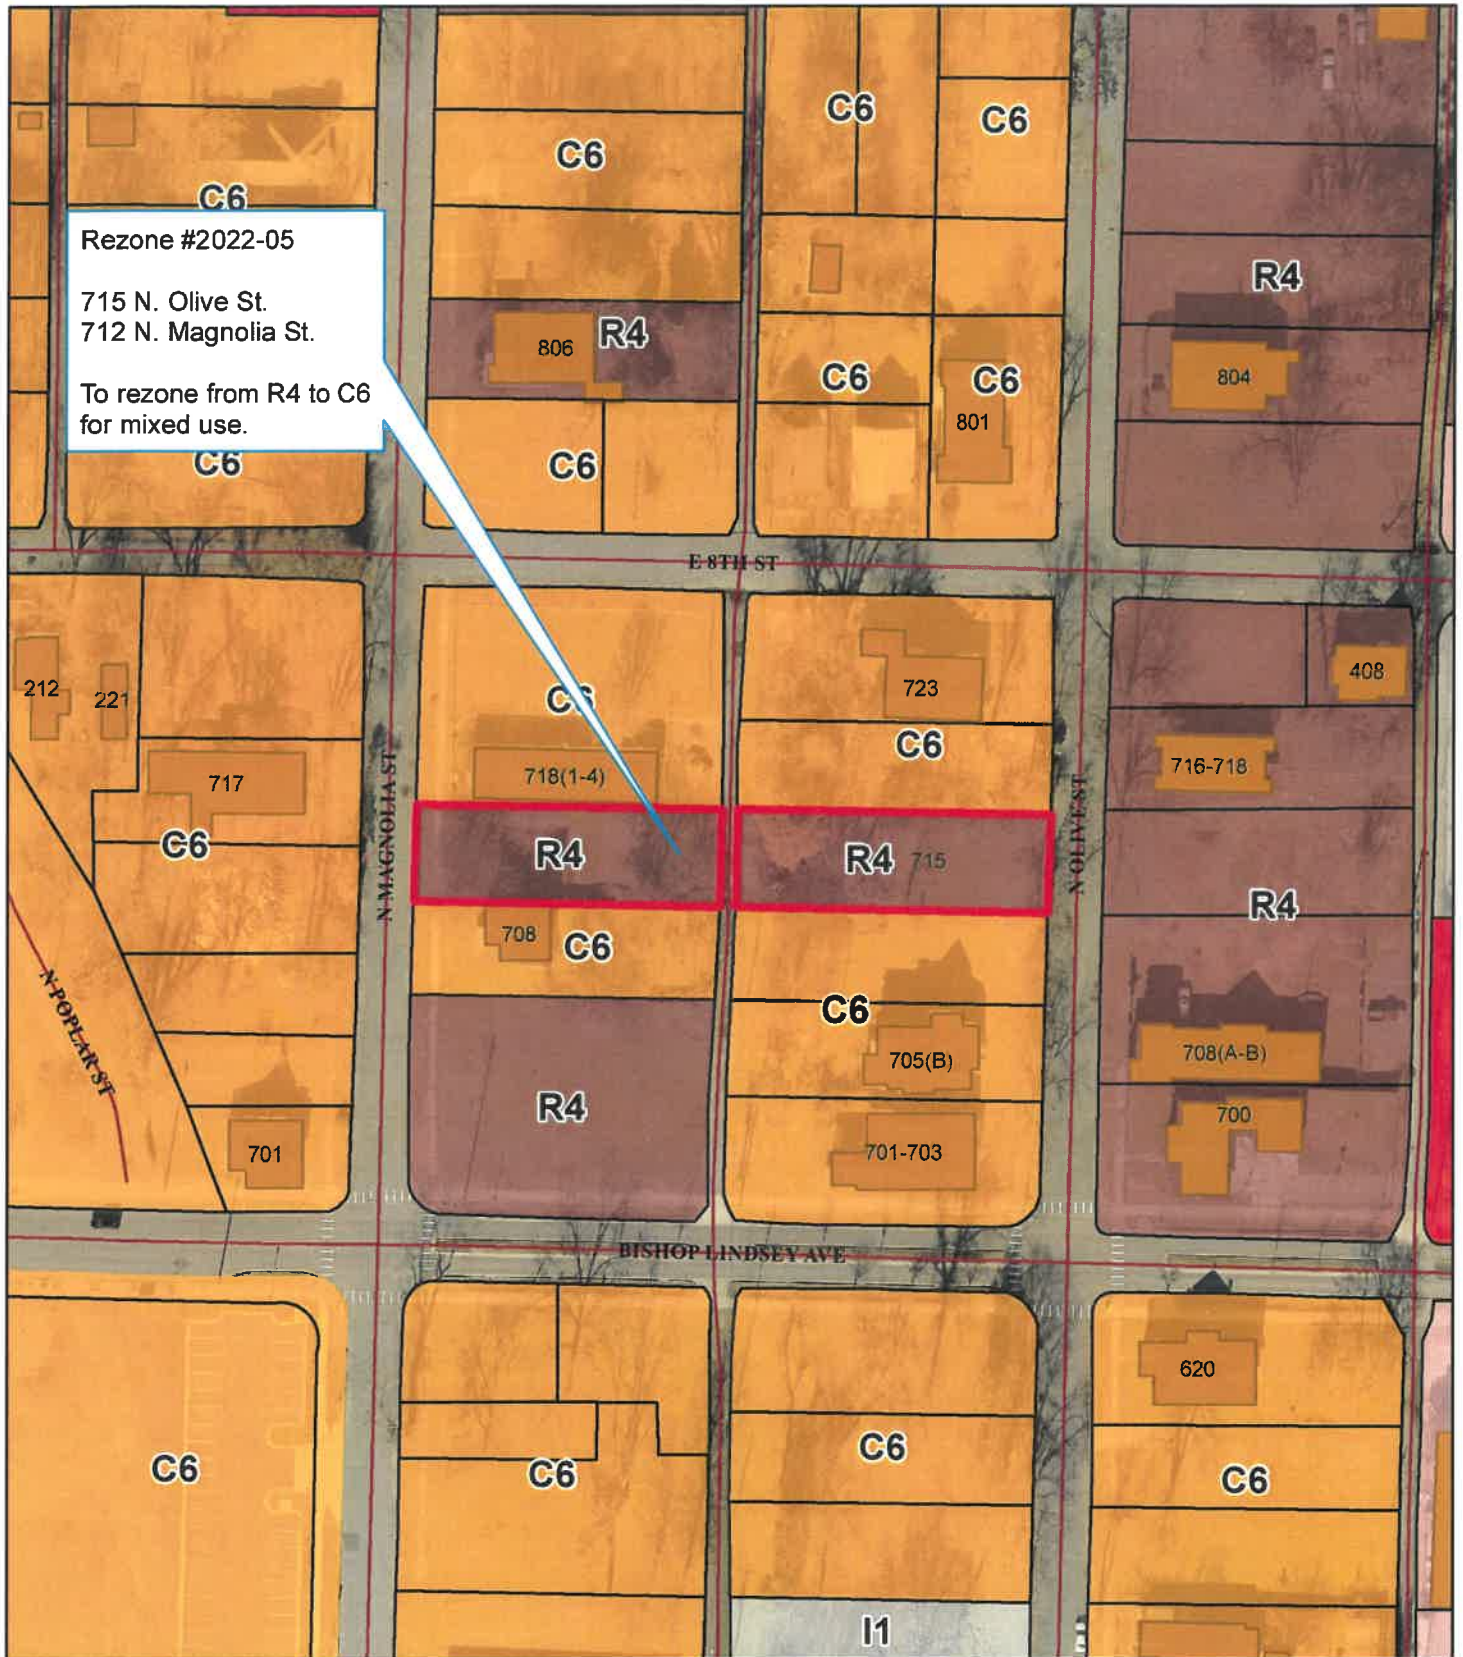 C6
C6
C6
C6
Rezone #2022-05
715 N. Olive St.
712 N. Magnolia St.
To rezone from R4 to C6
for mixed use.
R4
806
R4
C6
C6
804
801
C6
C6
E 8TH ST
212
221
C6
723
408
C6
717
718(1-4)
716-718
N MAGNOLIA ST
N OLIVE ST
C6
R4
R4
715
R4
708
C6
N POPLAR ST
C6
705(B)
708(A-B)
R4
700
701
701-703
BISHOP LINDSEY AVE
620
C6
C6
C6
C6
I1